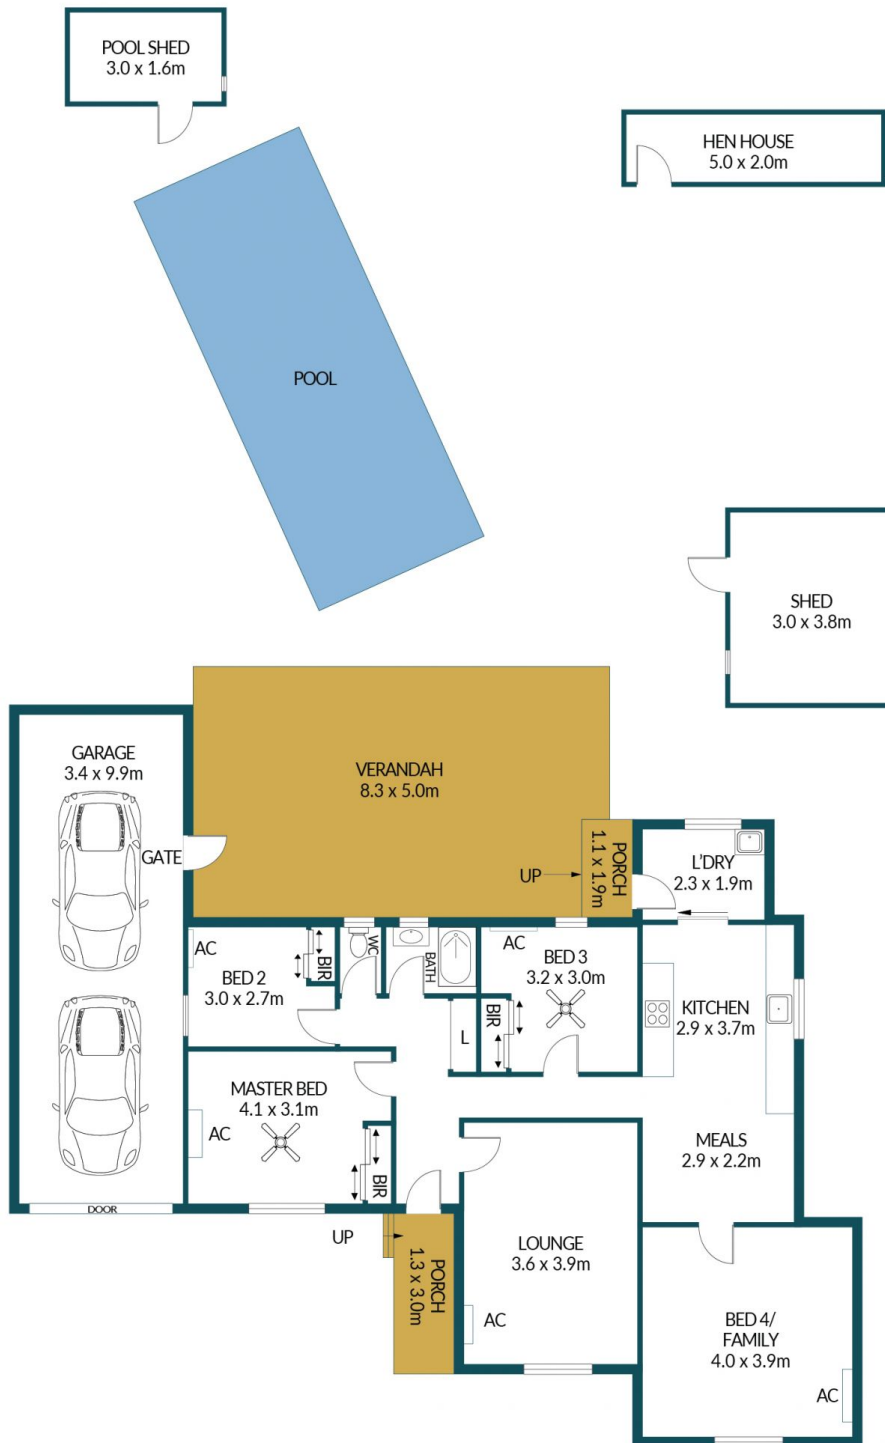 POOL SHED
3.0 x 1.6m
HEN HOUSE
5.0 x 2.0m
POOL
SHED
3.0 x 3.8m
GARAGE
3.4 x 9.9m
VERANDAH
8.3 x 5.0m
GATE
UP
PORCH
1.1 x 1.9m
L'DRY
2.3 x 1.9m
AC
BED 2
3.0 x 2.7m
BIR
WC
BATH
AC
BED 3
3.2 x 3.0m
BIR
L
KITCHEN
2.9 x 3.7m
MASTER BED
4.1 x 3.1m
AC
BIR
MEALS
2.9 x 2.2m
DOOR
UP
PORCH
1.3 x 3.0m
LOUNGE
3.6 x 3.9m
AC
BED 4/
FAMILY
4.0 x 3.9m
AC